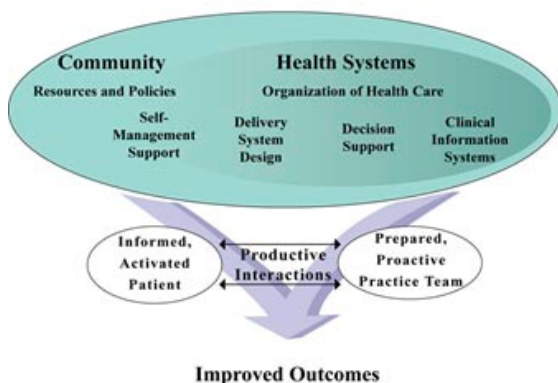 Community
Health Systems
Resources and Policies
Organization of Health Care
Self-
Management
Support
Delivery
System
Design
Decision
Support
Clinical
Information
Systems
Informed,
Activated
Patient
Productive
Interactions
Prepared,
Proactive
Practice Team
Improved Outcomes